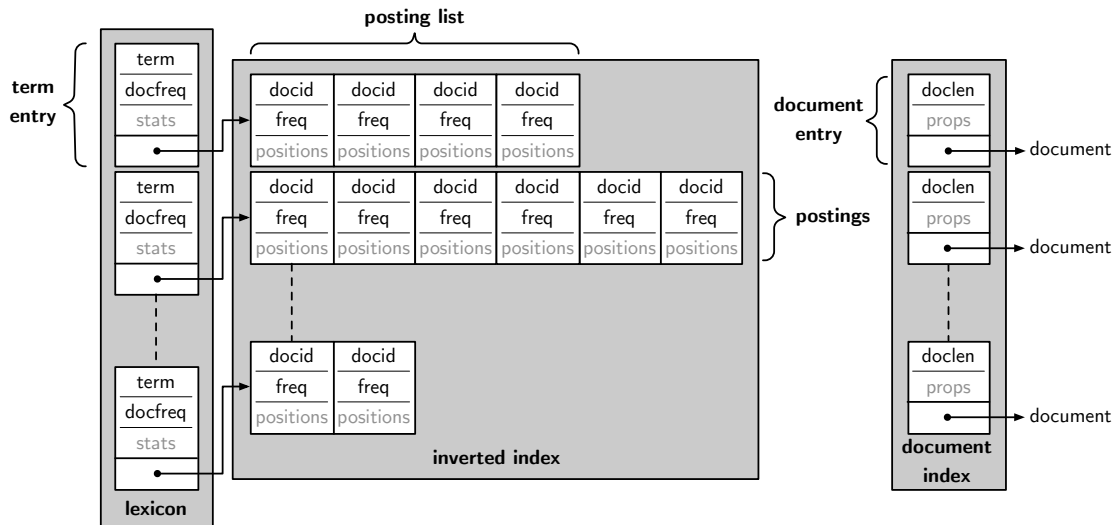 posting list
term
entry
term
docfreq
stats
term
docfreq
stats
term
docfreq
stats
lexicon
docid docid docid docid
freq freq freq freq
positions positions positions positions
docid docid docid docid docid docid
freq freq freq freq freq freq
positions positions positions positions positions positions
postings
docid docid
freq freq
positions positions
inverted index
document
entry
doclen
props
document
doclen
props
document
doclen
props
document
document
index